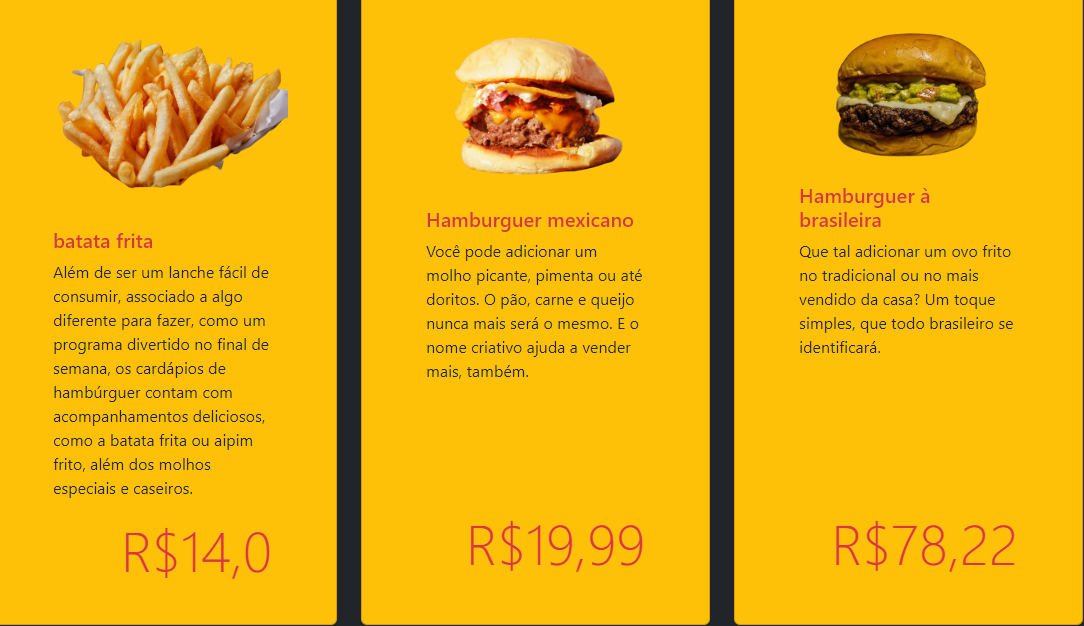 batata frita
Além de ser um lanche fácil de
consumir, associado a algo
diferente para fazer, como um
programa divertido no final de
semana, os cardápios de
hambúrguer contam com
acompanhamentos deliciosos,
como a batata frita ou aipim
frito, além dos molhos
especiais e caseiros.
R$14,0
Hamburguer mexicano
Você pode adicionar um
molho picante, pimenta ou até
doritos. O pão, carne e queijo
nunca mais será o mesmo. E o
nome criativo ajuda a vender
mais, também.
R$19,99
Hamburguer à
brasileira
Que tal adicionar um ovo frito
no tradicional ou no mais
vendido da casa? Um toque
simples, que todo brasileiro se
identificará.
R$78,22